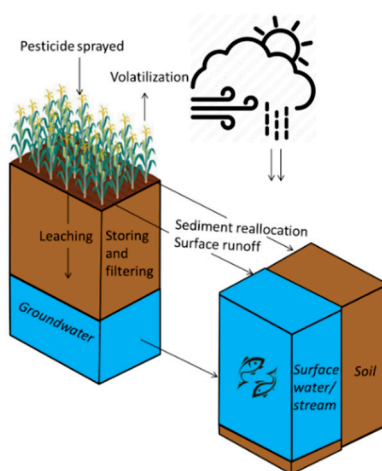 Pesticide sprayed
Volatilization
Sediment reallocation
Surface runoff
Leaching
Storing
and
filtering
Groundwater
Surface
water/
stream
Soil